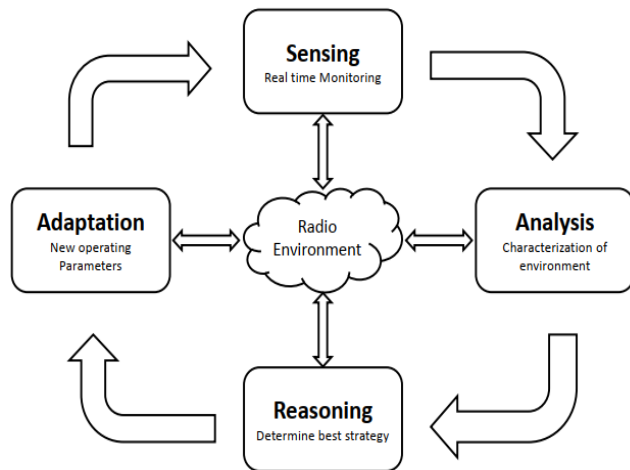 Sensing
Real time Monitoring
Adaptation
New operating
Parameters
Radio
Environment
Analysis
Characterization of
environment
Reasoning
Determine best strategy